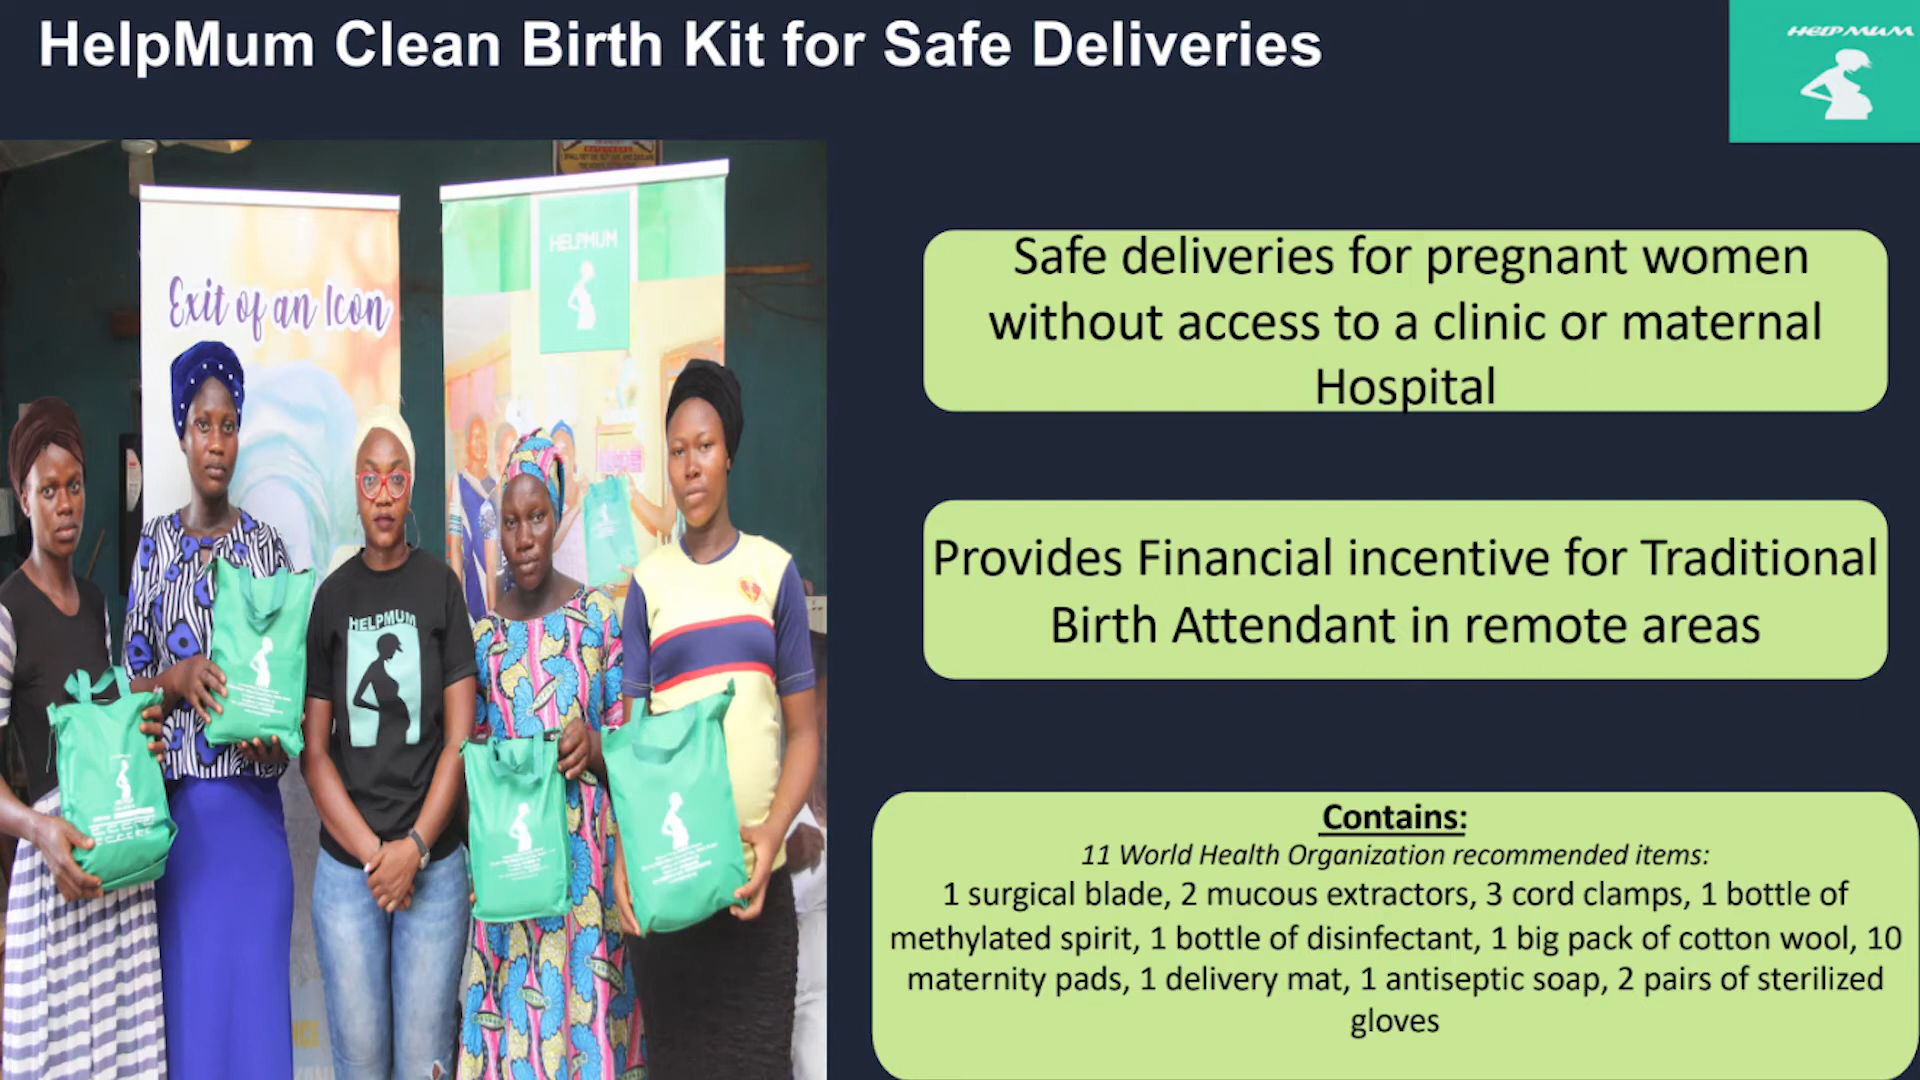 HelpMum Clean Birth Kit for Safe Deliveries
HELPMUM
Exit of an Icon
HELPMUM
HELPMUM
Safe deliveries for pregnant women
without access to a clinic or maternal
Hospital
Provides Financial incentive for Traditional
Birth Attendant in remote areas
Contains:
11 World Health Organization recommended items:
1 surgical blade, 2 mucous extractors, 3 cord clamps, 1 bottle of
methylated spirit, 1 bottle of disinfectant, 1 big pack of cotton wool, 10
maternity pads, 1 delivery mat, 1 antiseptic soap, 2 pairs of sterilized
gloves